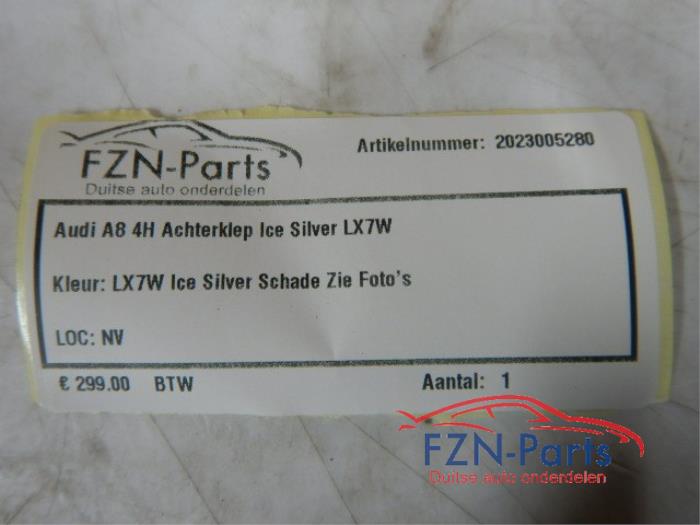 FZN-Parts
Duitse auto onderdelen
Artikelnummer: 2023005280
Audi A8 4H Achterklep Ice Silver LX7W
Kleur: LX7W Ice Silver Schade Zie Foto's
LOC: NV
€ 299.00 BTW
Aantal: 1
FZN-Parts
Duitse auto onderdelen